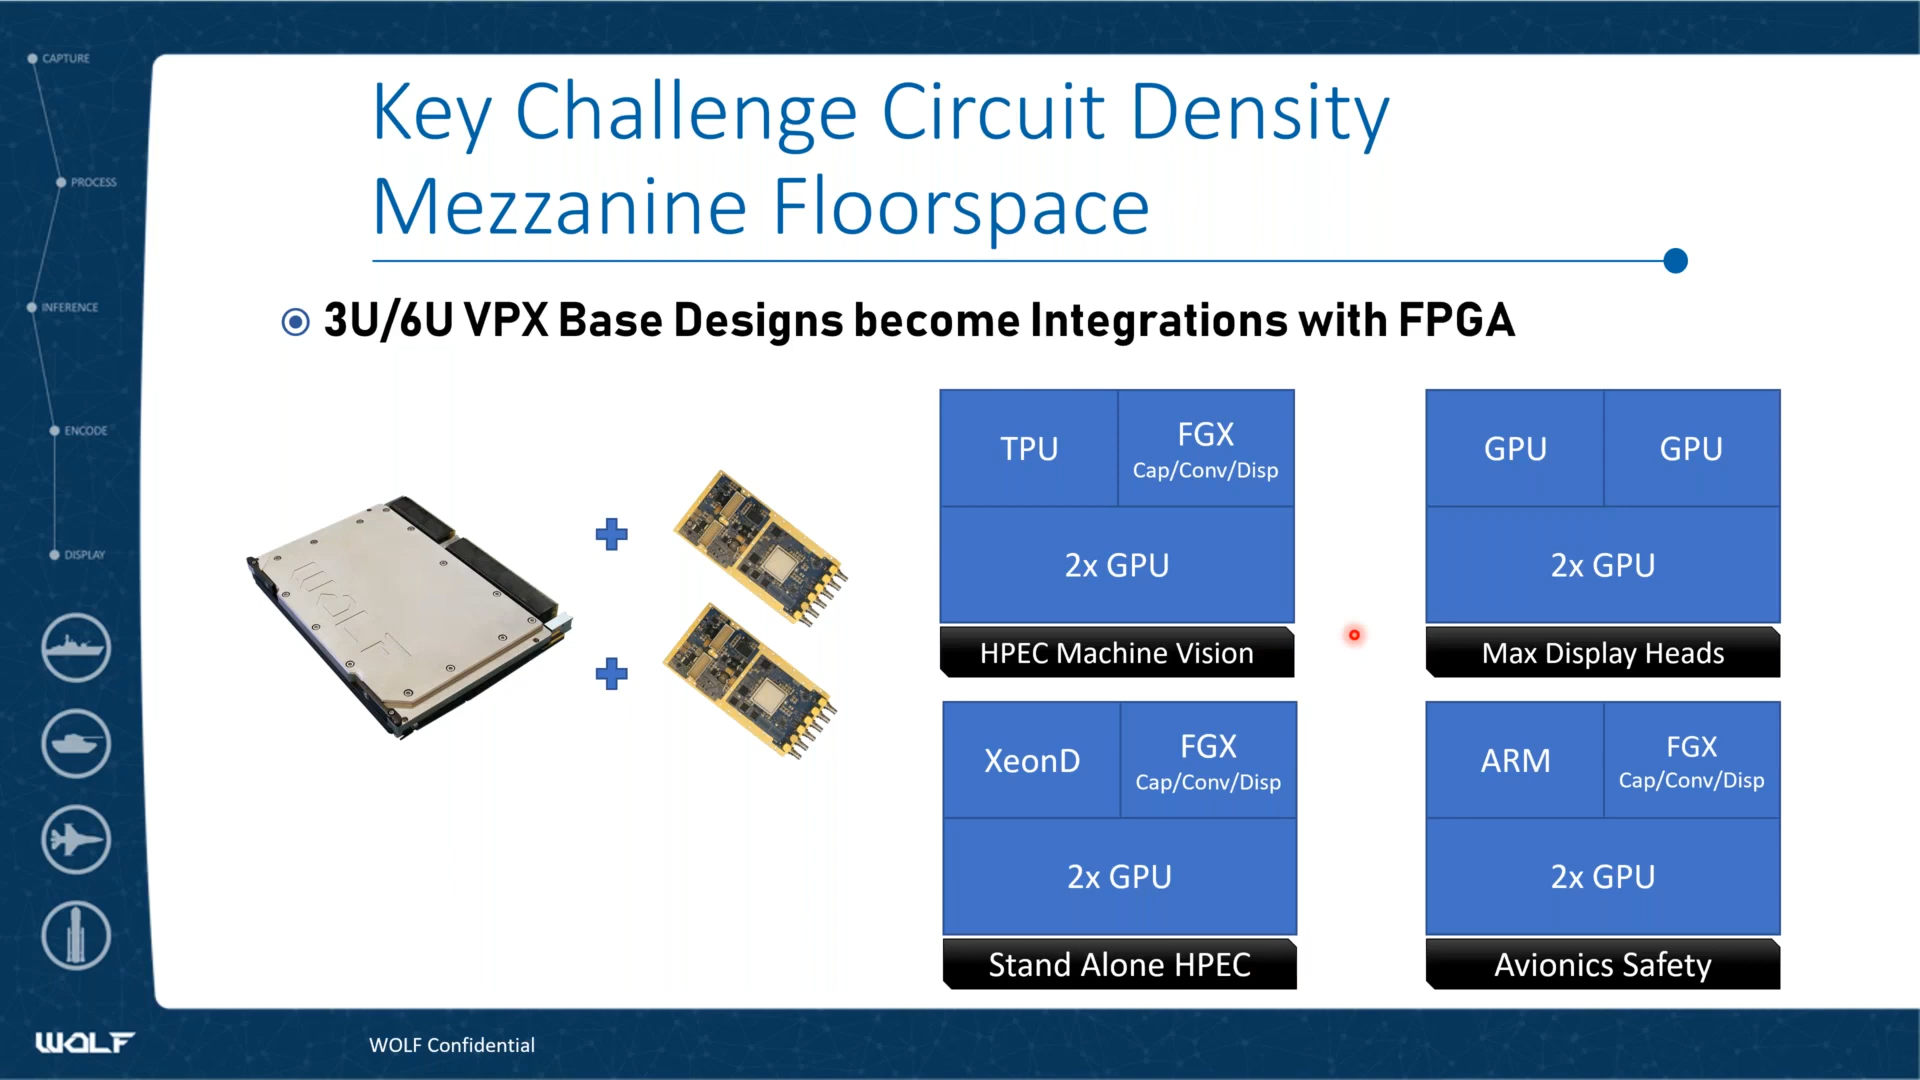 CAPTURE
PROCESS
INFERENCE
ENCODE
DISPLAY
Key Challenge Circuit Density
Mezzanine Floorspace
3U/6U VPX Base Designs become Integrations with FPGA
WOLF
TPU
FGX
Cap/Conv/Disp
2x GPU
HPEC Machine Vision
GPU
GPU
2x GPU
Max Display Heads
XeonD
FGX
Cap/Conv/Disp
2x GPU
Stand Alone HPEC
ARM
FGX
Cap/Conv/Disp
2x GPU
Avionics Safety
WOLF
WOLF Confidential